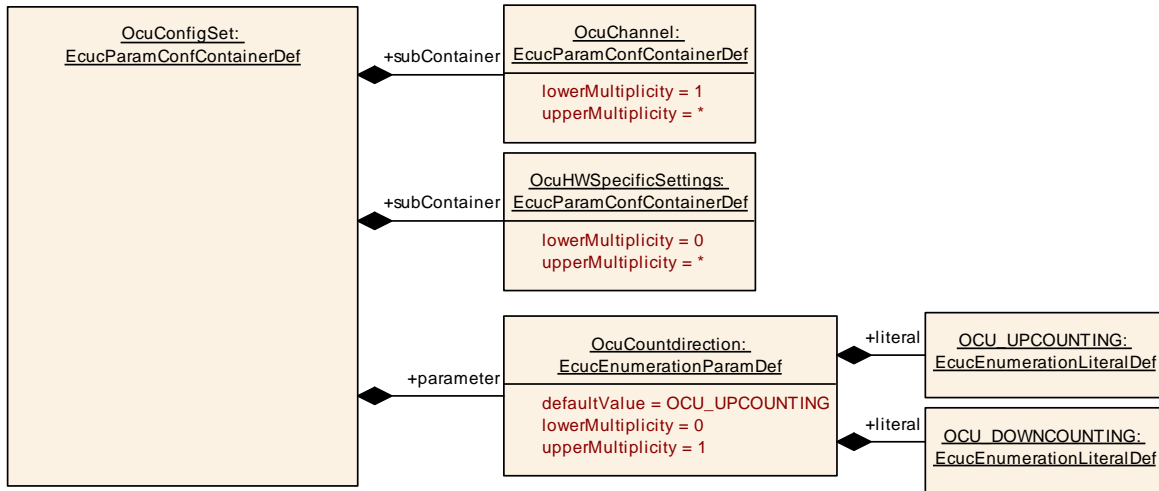 OcuConfigSet:
EcucParamConfContainerDef
+subContainer
OcuChannel:
EcucParamConfContainerDef
lowerMultiplicity = 1
upperMultiplicity = *
+subContainer
OcuHWSpecificSettings:
EcucParamConfContainerDef
lowerMultiplicity = 0
upperMultiplicity = *
+parameter
OcuCountdirection:
EcucEnumerationParamDef
defaultValue = OCU_UPCOUNTING
lowerMultiplicity = 0
upperMultiplicity = 1
+literal
OCU_UPCOUNTING:
EcucEnumerationLiteralDef
+literal
OCU_DOWNCOUNTING:
EcucEnumerationLiteralDef